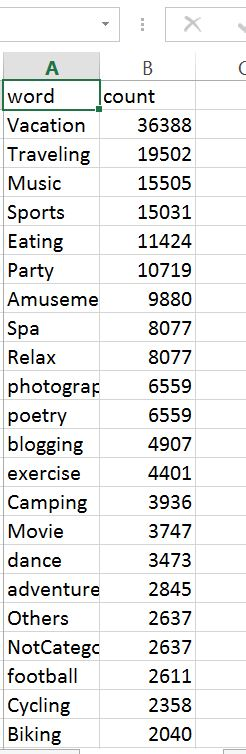 A B C
word count
Vacation 36388
Traveling 19502
Music 15505
Sports 15031
Eating 11424
Party 10719
Amuseme 9880
Spa 8077
Relax 8077
photograp 6559
poetry 6559
blogging 4907
exercise 4401
Camping 3936
Movie 3747
dance 3473
adventure 2845
Others 2637
NotCatego 2637
football 2611
Cycling 2358
Biking 2040